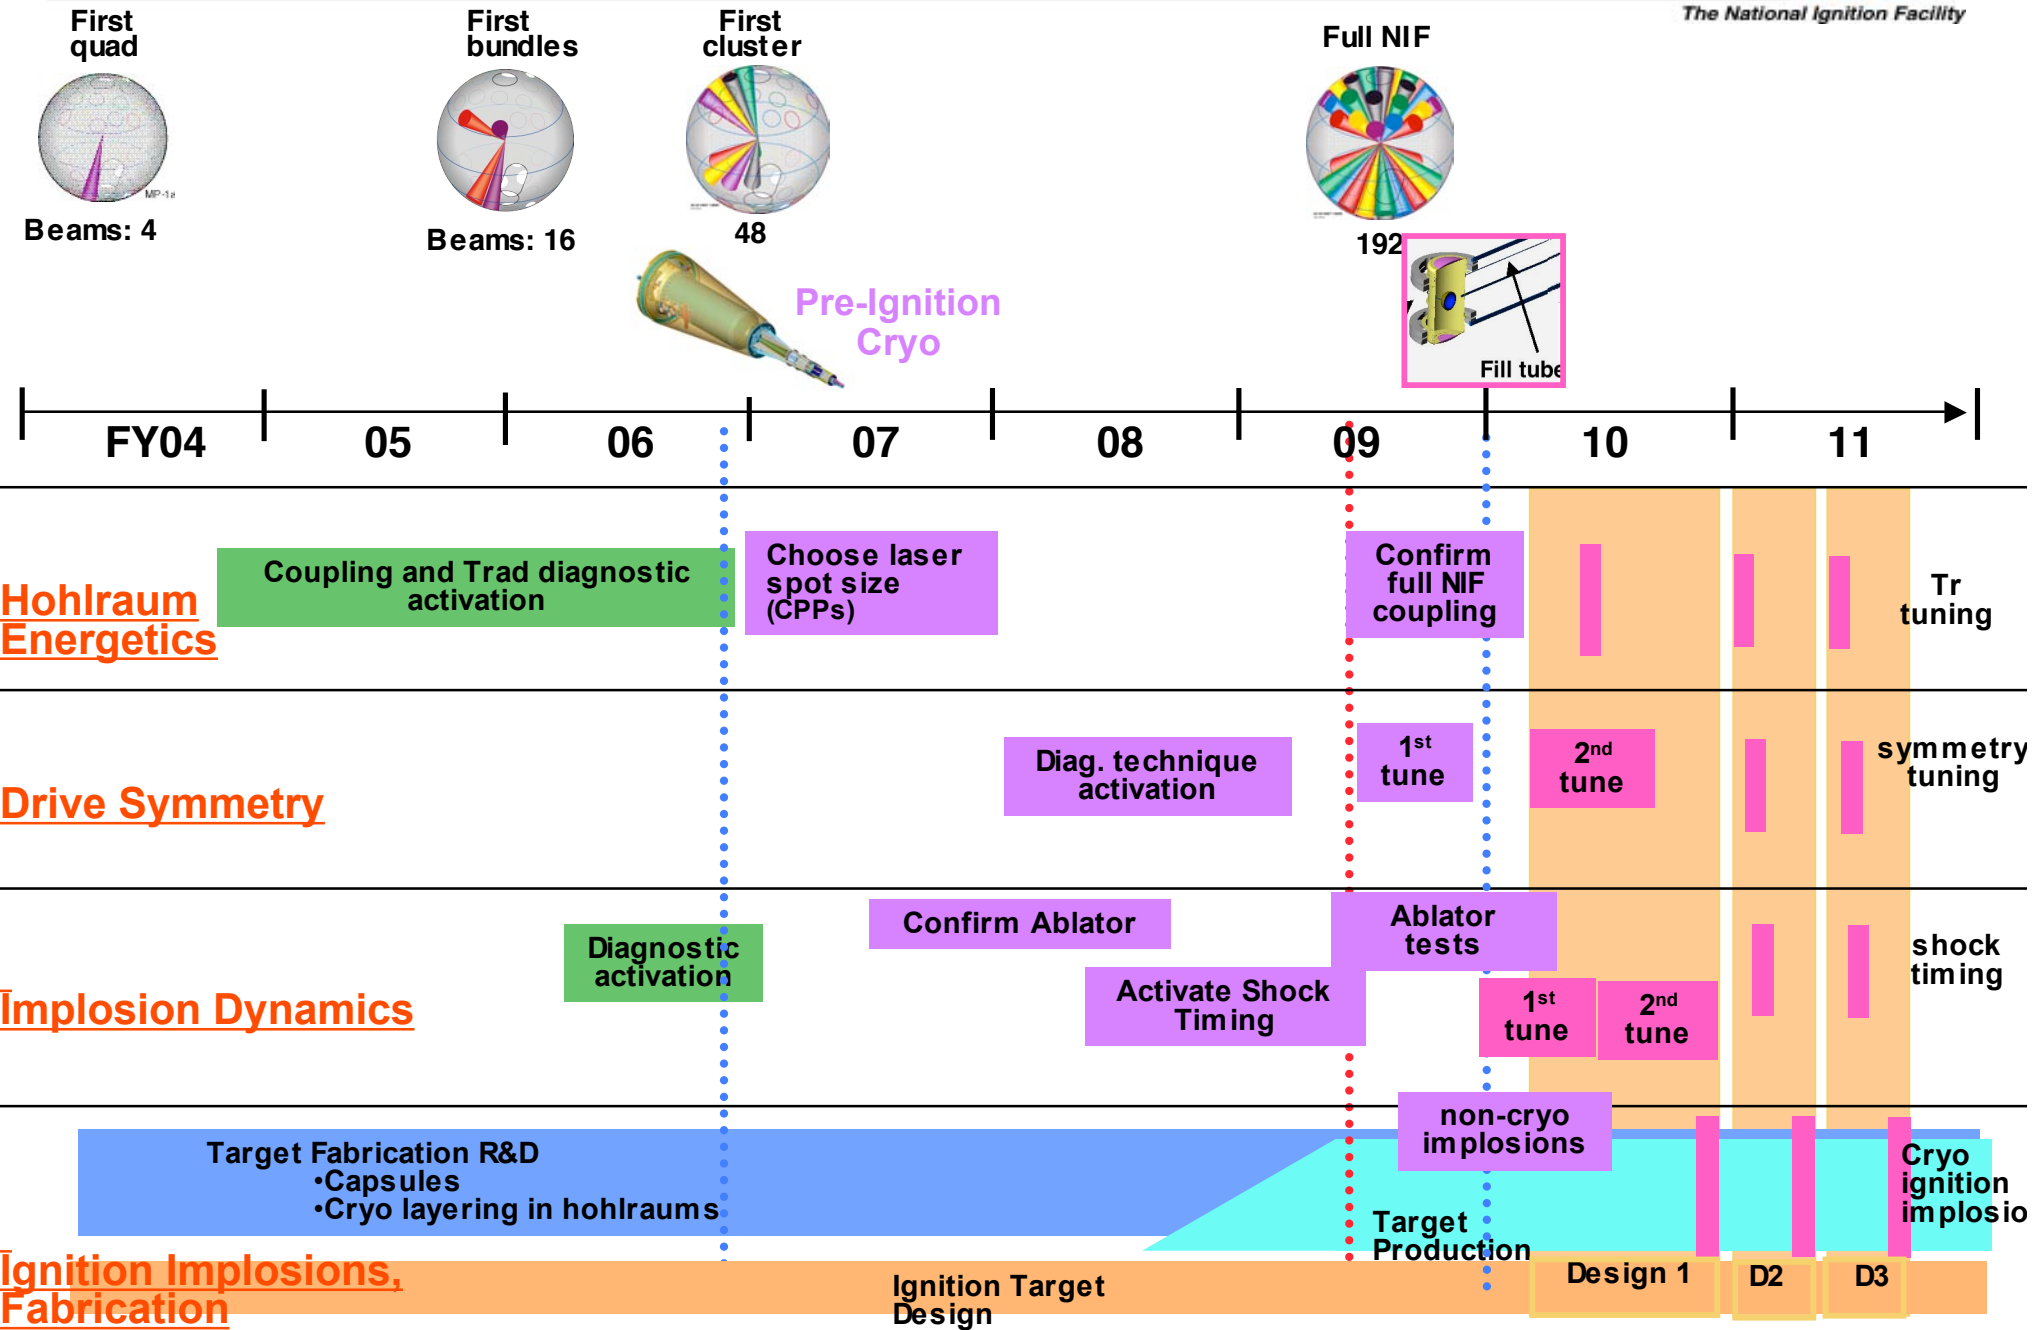 The National Ignition Facility
First
quad
First
bundles
First
cluster
Full NIF
MP-1a
Beams: 4
Beams: 16
48
192
Pre-Ignition
Cryo
Fill tube
FY04
05
06
07
08
09
10
11
Hohlraum
Energetics
Coupling and Trad diagnostic
activation
Choose laser
spot size
(CPPs)
Confirm
full NIF
coupling
Tr
tuning
Drive Symmetry
Diag. technique
activation
1st
tune
2nd
tune
symmetry
tuning
Implosion Dynamics
Diagnostic
activation
Confirm Ablator
Activate Shock
Timing
Ablator
tests
1st
tune
2nd
tune
shock
timing
non-cryo
implosions
Target Fabrication R&D
•Capsules
•Cryo layering in hohlraums
Target
Production
Cryo
ignition
implosio
Ignition Implosions,
Fabrication
Ignition Target
Design
Design 1
D2
D3